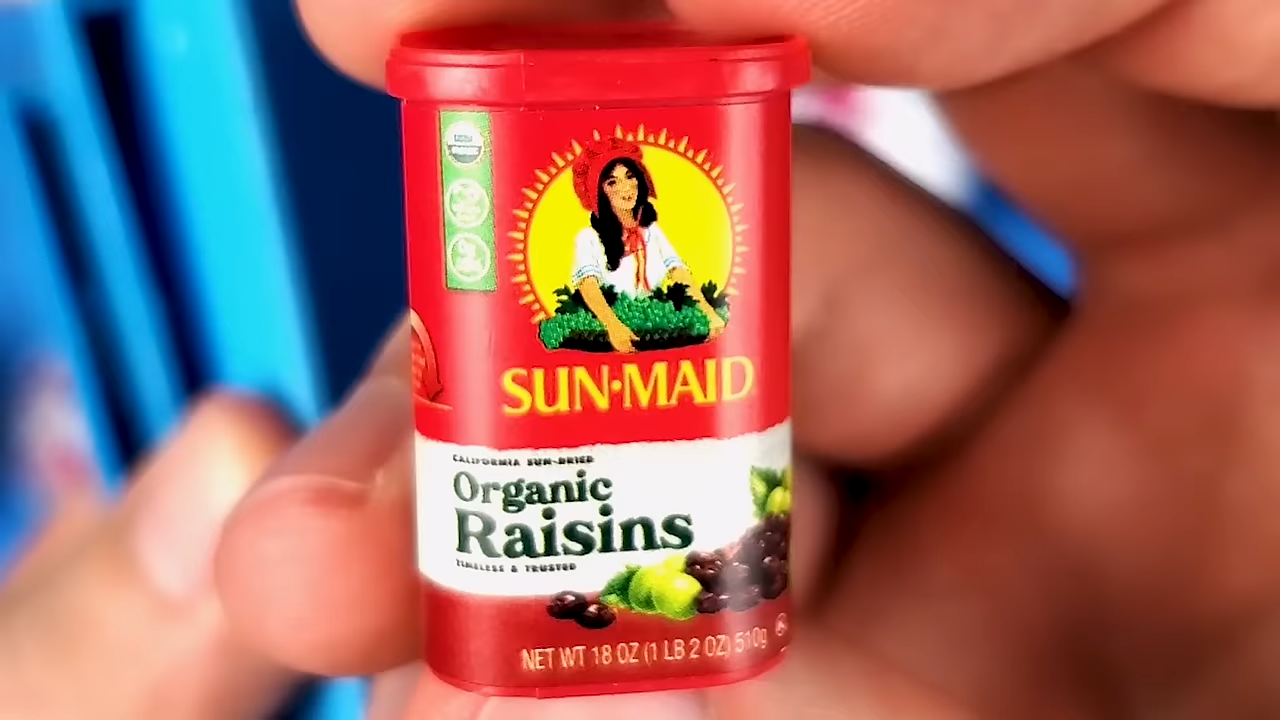 SUN•MAID
CALIFORNIA SUN-DRIED
Organic
Raisins
TIMELESS & TRUSTED
NET WT 18 OZ (1 LB 2 OZ) 510g